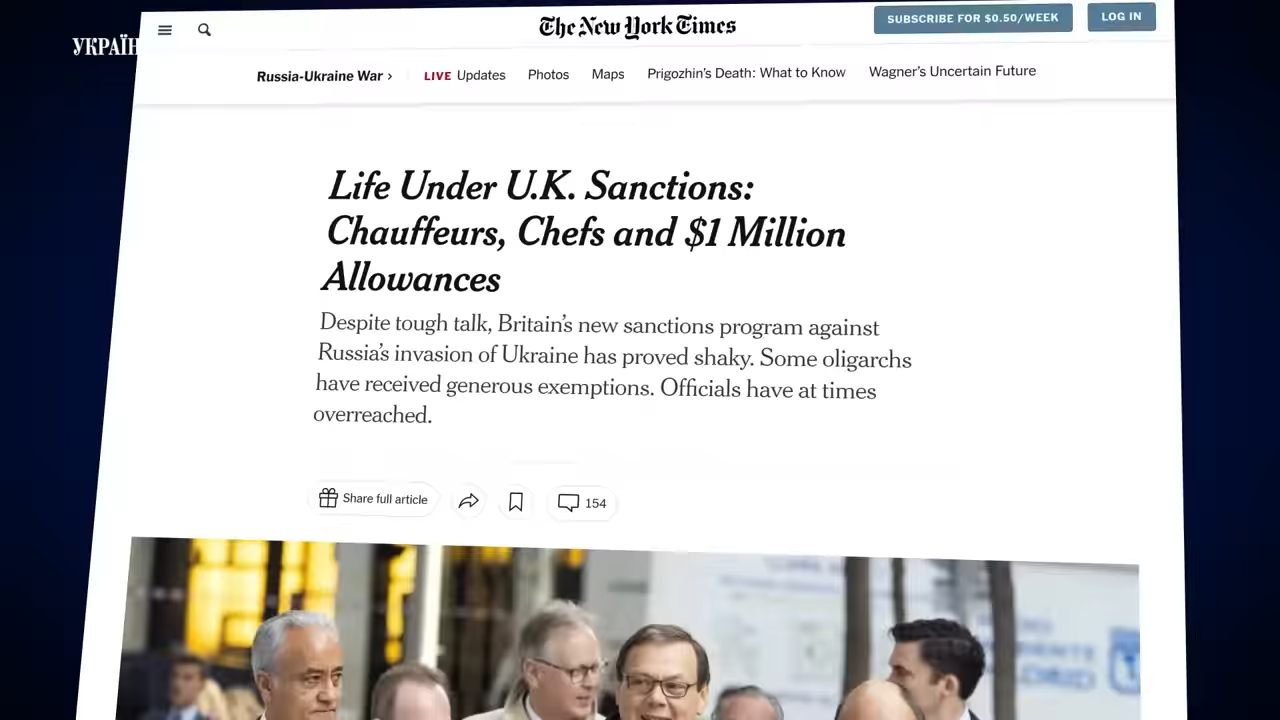 УКРАЇН
The New York Times
SUBSCRIBE FOR $0.50/WEEK
LOG IN
Russia-Ukraine War ›
LIVE Updates
Photos
Maps
Prigozhin's Death: What to Know
Wagner's Uncertain Future
Life Under U.K. Sanctions:
Chauffeurs, Chefs and $1 Million
Allowances
Despite tough talk, Britain's new sanctions program against
Russia's invasion of Ukraine has proved shaky. Some oligarchs
have received generous exemptions. Officials have at times
overreached.
Share full article
154